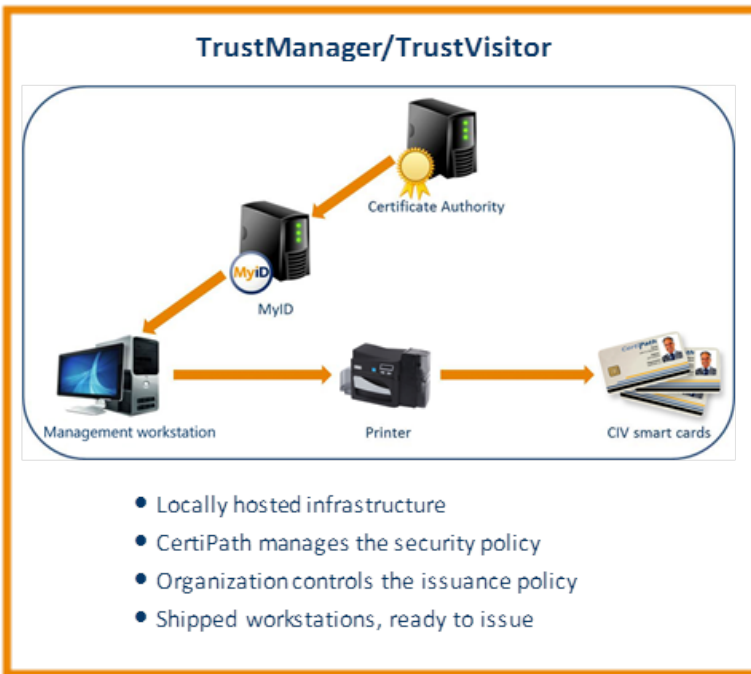 TrustManager/TrustVisitor
Certificate Authority
MyiD
MyID
Management workstation
Printer
CertiPath
CIV smart cards
Locally hosted infrastructure
CertiPath manages the security policy
Organization controls the issuance policy
Shipped workstations, ready to issue